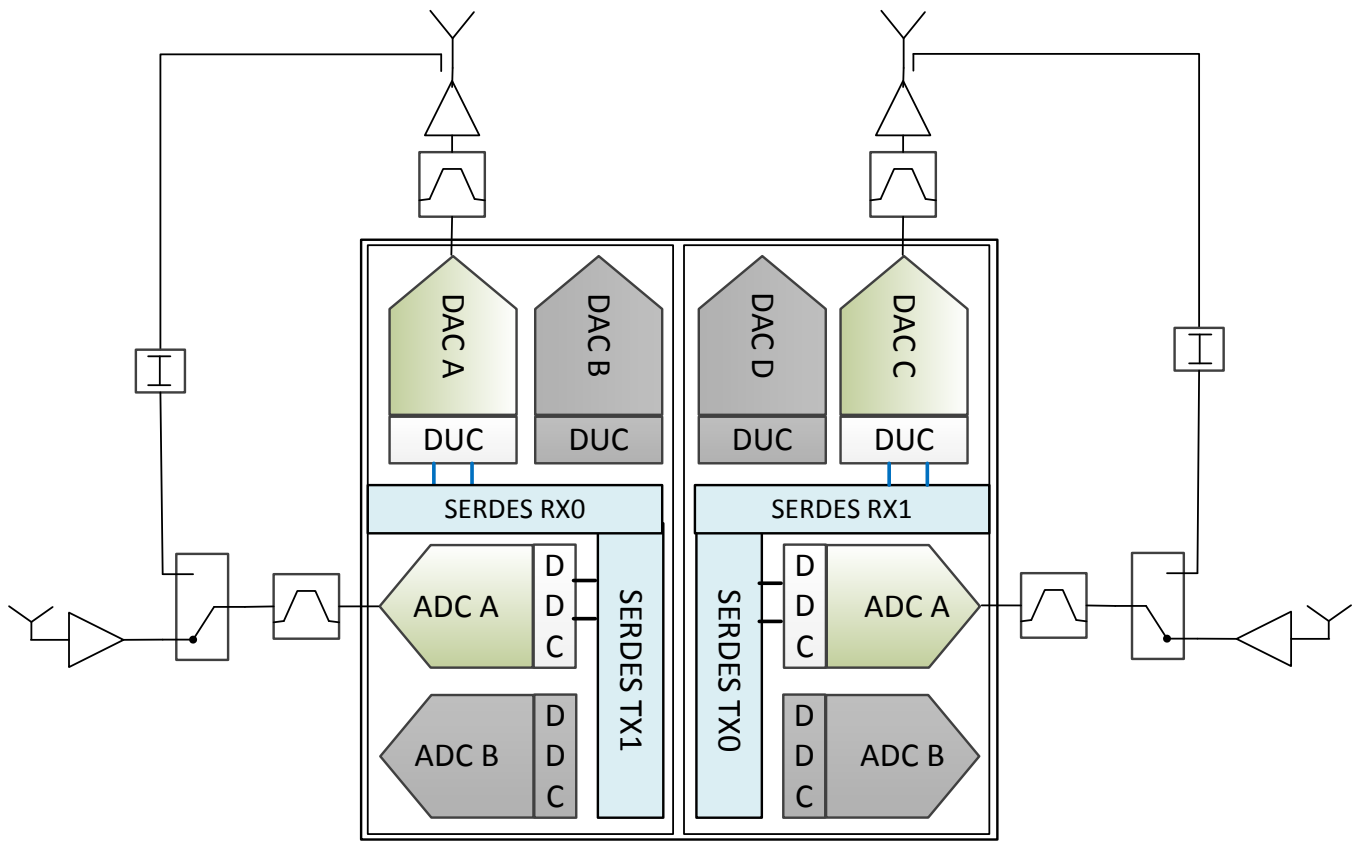 DAC A
DAC B
DAC D
DAC C
DUC
DUC
DUC
DUC
SERDES RX0
SERDES RX1
ADC A
D
D
C
SERDES TX1
SERDES TX0
D
D
C
ADC A
ADC B
D
D
C
D
D
C
ADC B